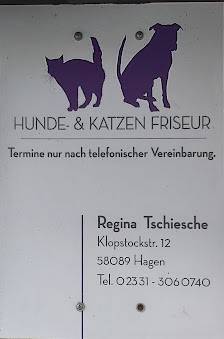 HUNDE- & KATZEN FRISEUR
Termine nur nach telefonischer Vereinbarung.
Regina Tschiesche
Klopstockstr. 12
58089 Hagen
Tel. 02331 - 3060740